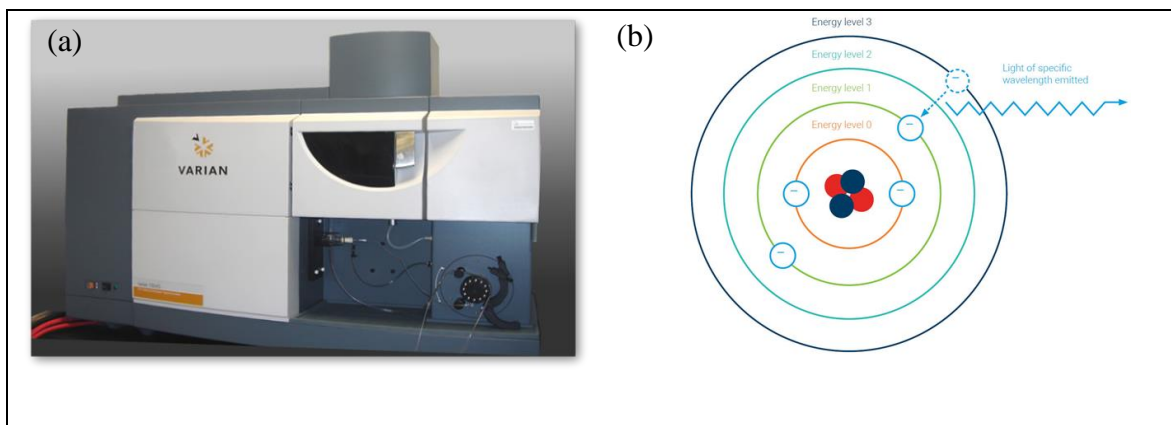 (a)
VARIAN
(b)
Energy level 3
Energy level 2
Energy level 1
Energy level 0
Light of specific
wavelength emitted